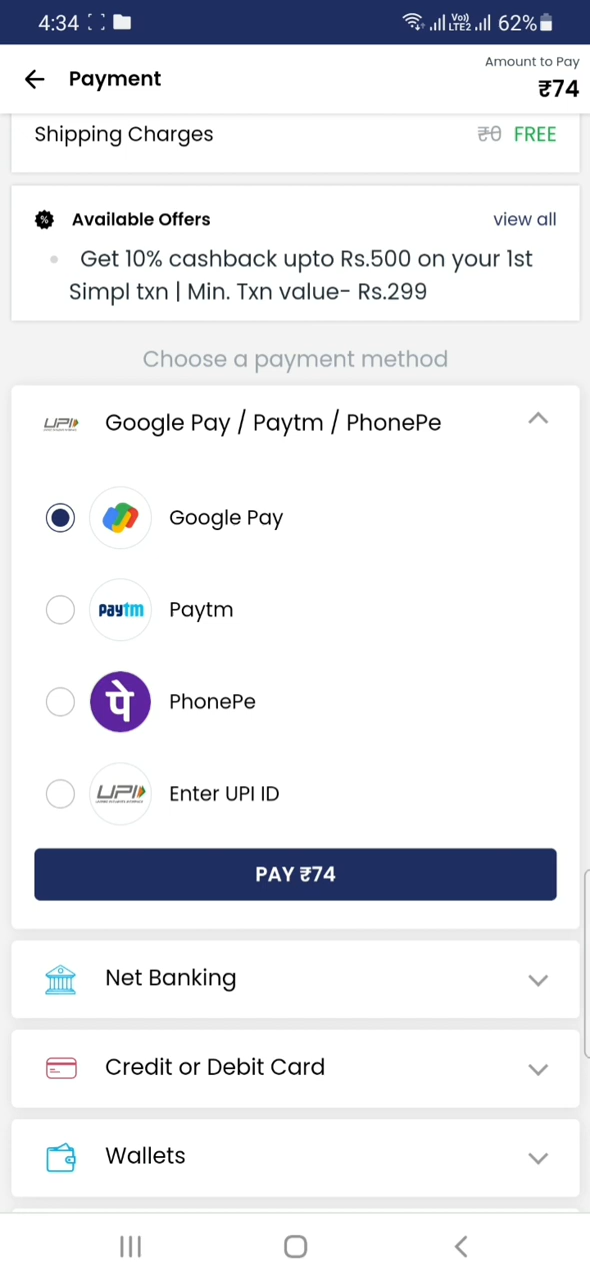 4:34
Vo)) LTE2 62%
Payment
Amount to Pay
₹74
Shipping Charges ₹0 FREE
Available Offers view all
Get 10% cashback upto Rs.500 on your 1st
Simpl txn | Min. Txn value- Rs.299
Choose a payment method
UPI Google Pay / Paytm / PhonePe
Google Pay
paytm Paytm
पे PhonePe
UPI Enter UPI ID
PAY ₹74
Net Banking
Credit or Debit Card
Wallets